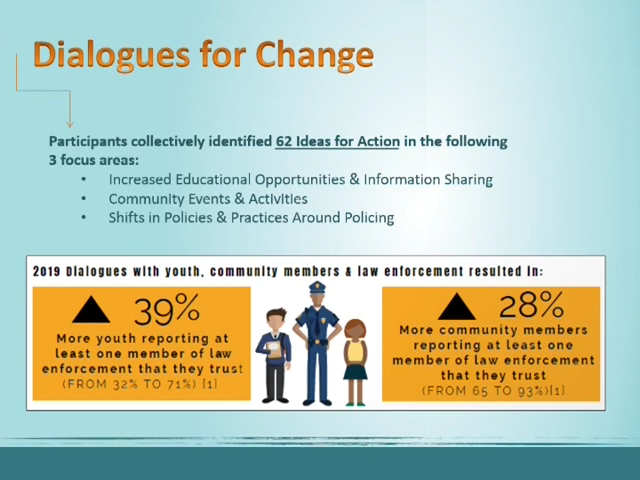 Dialogues for Change
Participants collectively identified 62 Ideas for Action in the following
3 focus areas:
• Increased Educational Opportunities & Information Sharing
• Community Events & Activities
• Shifts in Policies & Practices Around Policing
2019 Dialogues with youth, community members & law enforcement resulted in:
39%
More youth reporting at
least one member of law
enforcement that they trust
(FROM 32% TO 71%) [1]
28%
More community members
reporting at least one
member of law enforcement
that they trust
(FROM 65 TO 93%)[1]